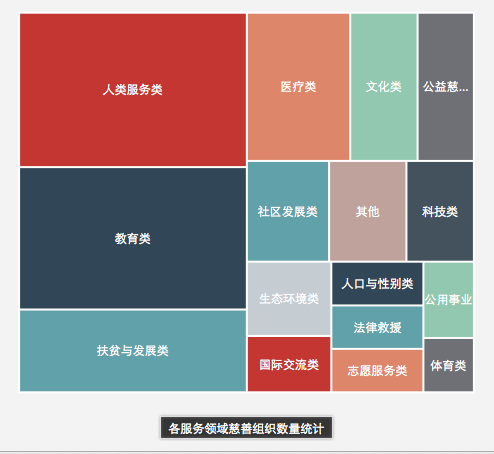 人类服务类
医疗类
文化类
公益慈...
教育类
社区发展类
其他
科技类
扶贫与发展类
生态环境类
人口与性别类
公用事业
法律救援
国际交流类
志愿服务类
体育类
各服务领域慈善组织数量统计